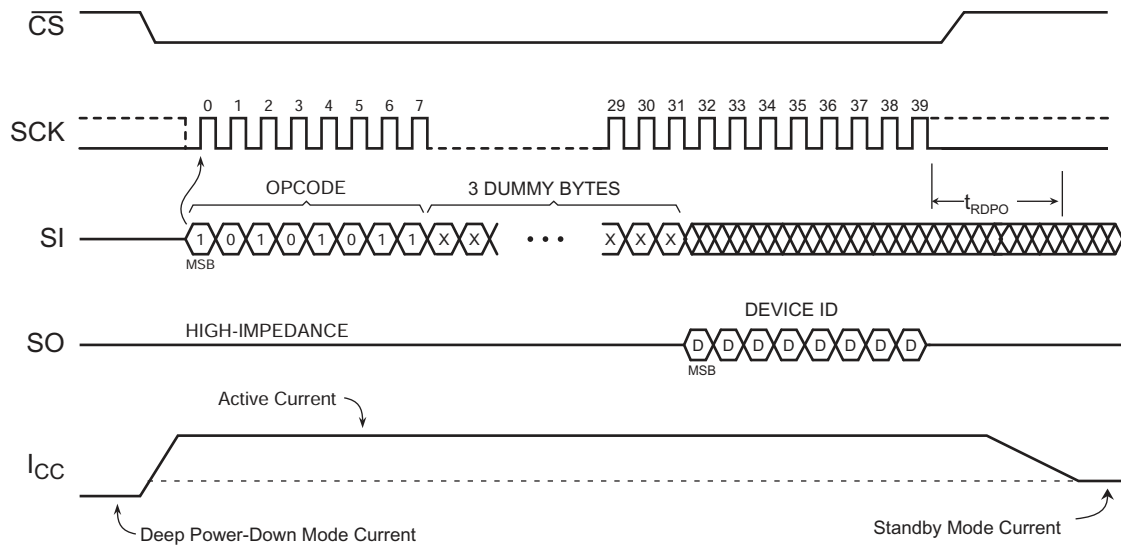 CS
0 1 2 3 4 5 6 7 29 30 31 32 33 34 35 36 37 38 39
SCK
OPCODE 3 DUMMY BYTES
tRDPO
SI 1 0 1 0 1 0 1 1 X X • • • X X X
MSB
DEVICE ID
HIGH-IMPEDANCE
SO D D D D D D D D
MSB
Active Current
ICC
Deep Power-Down Mode Current Standby Mode Current